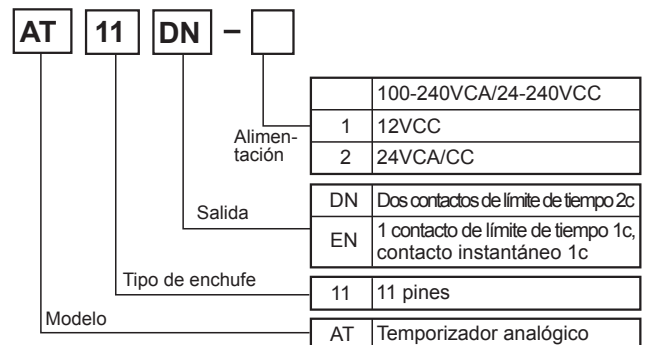 AT 11 DN –
100-240VCA/24-240VCC
1 12VCC
2 24VCA/CC
Alimen-
tación
DN Dos contactos de límite de tiempo 2c
EN 1 contacto de límite de tiempo 1c,
contacto instantáneo 1c
Salida
11 11 pines
Tipo de enchufe
AT Temporizador analógico
Modelo